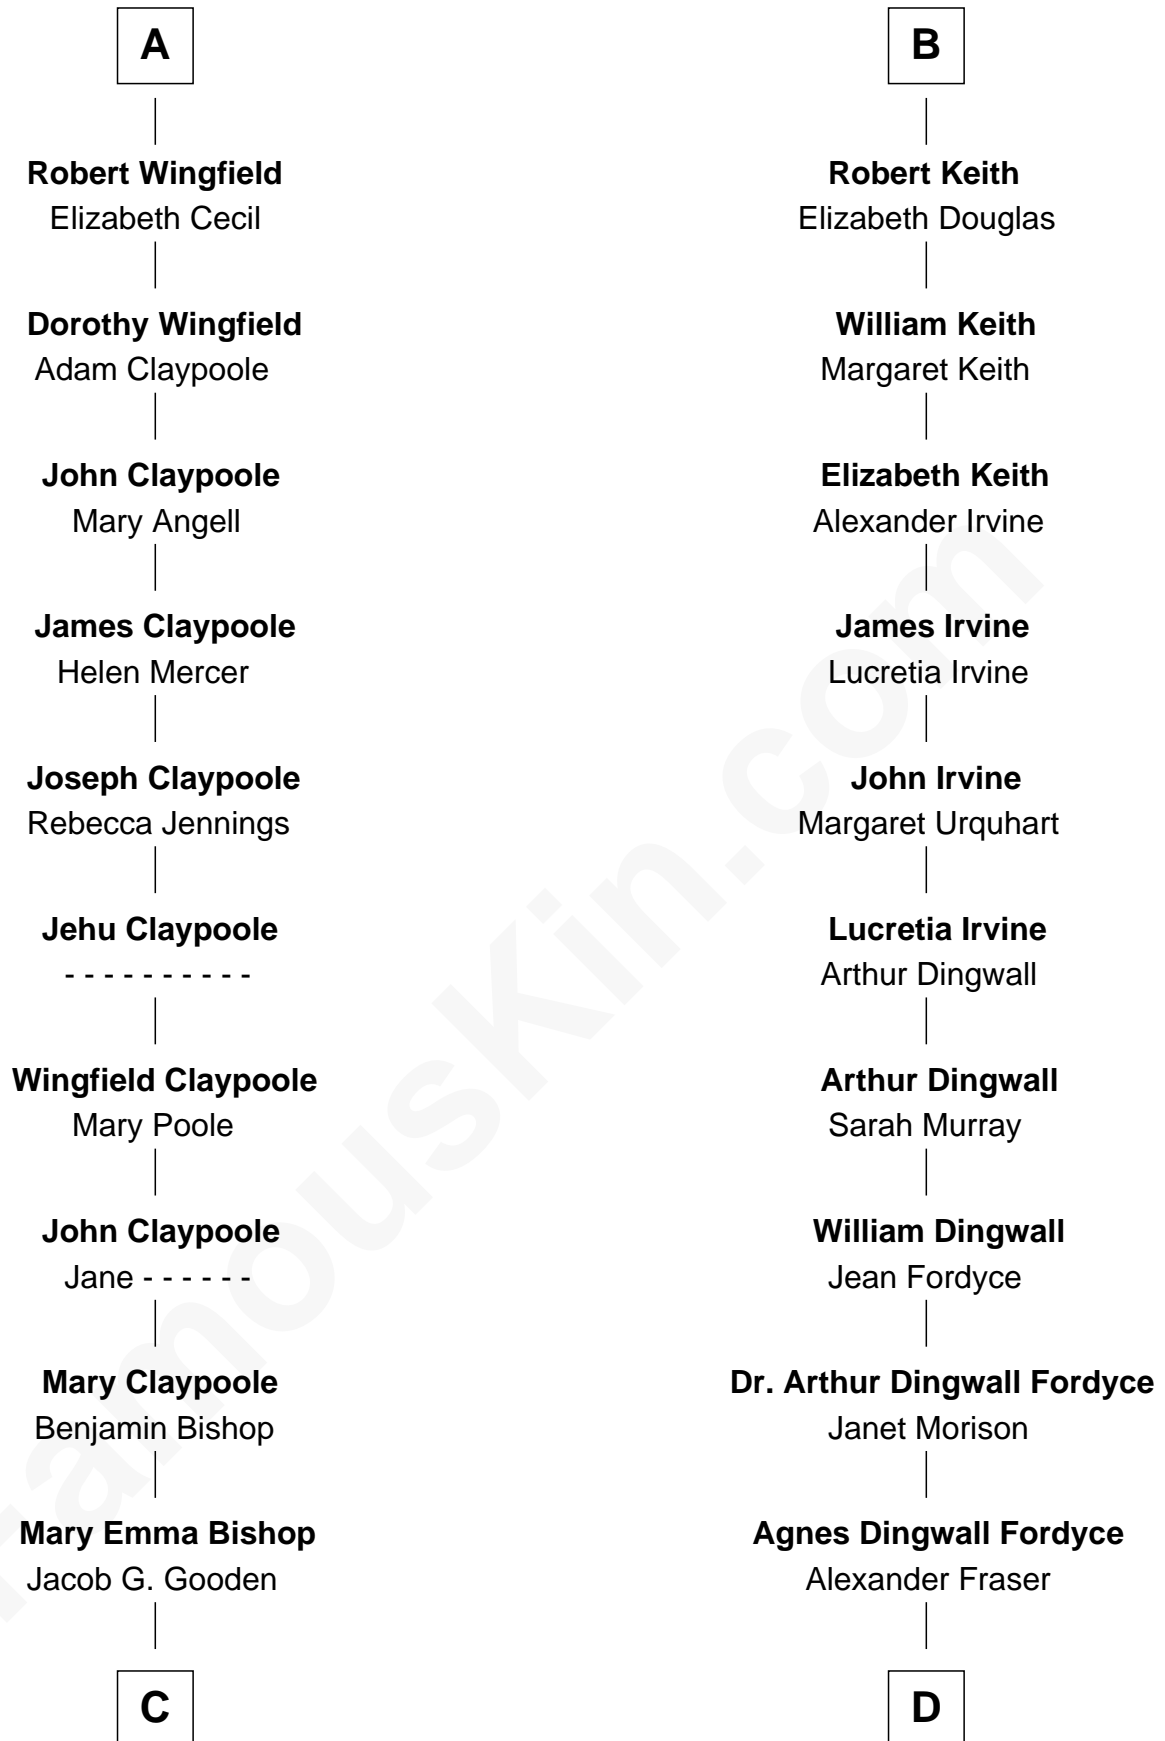 A
Robert Wingfield
Elizabeth Cecil
Dorothy Wingfield
Adam Claypoole
John Claypoole
Mary Angell
James Claypoole
Helen Mercer
Joseph Claypoole
Rebecca Jennings
Jehu Claypoole
- - - - - - - - - -
Wingfield Claypoole
Mary Poole
John Claypoole
Jane - - - - - -
Mary Claypoole
Benjamin Bishop
Mary Emma Bishop
Jacob G. Gooden
C
B
Robert Keith
Elizabeth Douglas
William Keith
Margaret Keith
Elizabeth Keith
Alexander Irvine
James Irvine
Lucretia Irvine
John Irvine
Margaret Urquhart
Lucretia Irvine
Arthur Dingwall
Arthur Dingwall
Sarah Murray
William Dingwall
Jean Fordyce
Dr. Arthur Dingwall Fordyce
Janet Morison
Agnes Dingwall Fordyce
Alexander Fraser
D
FamousKin.com